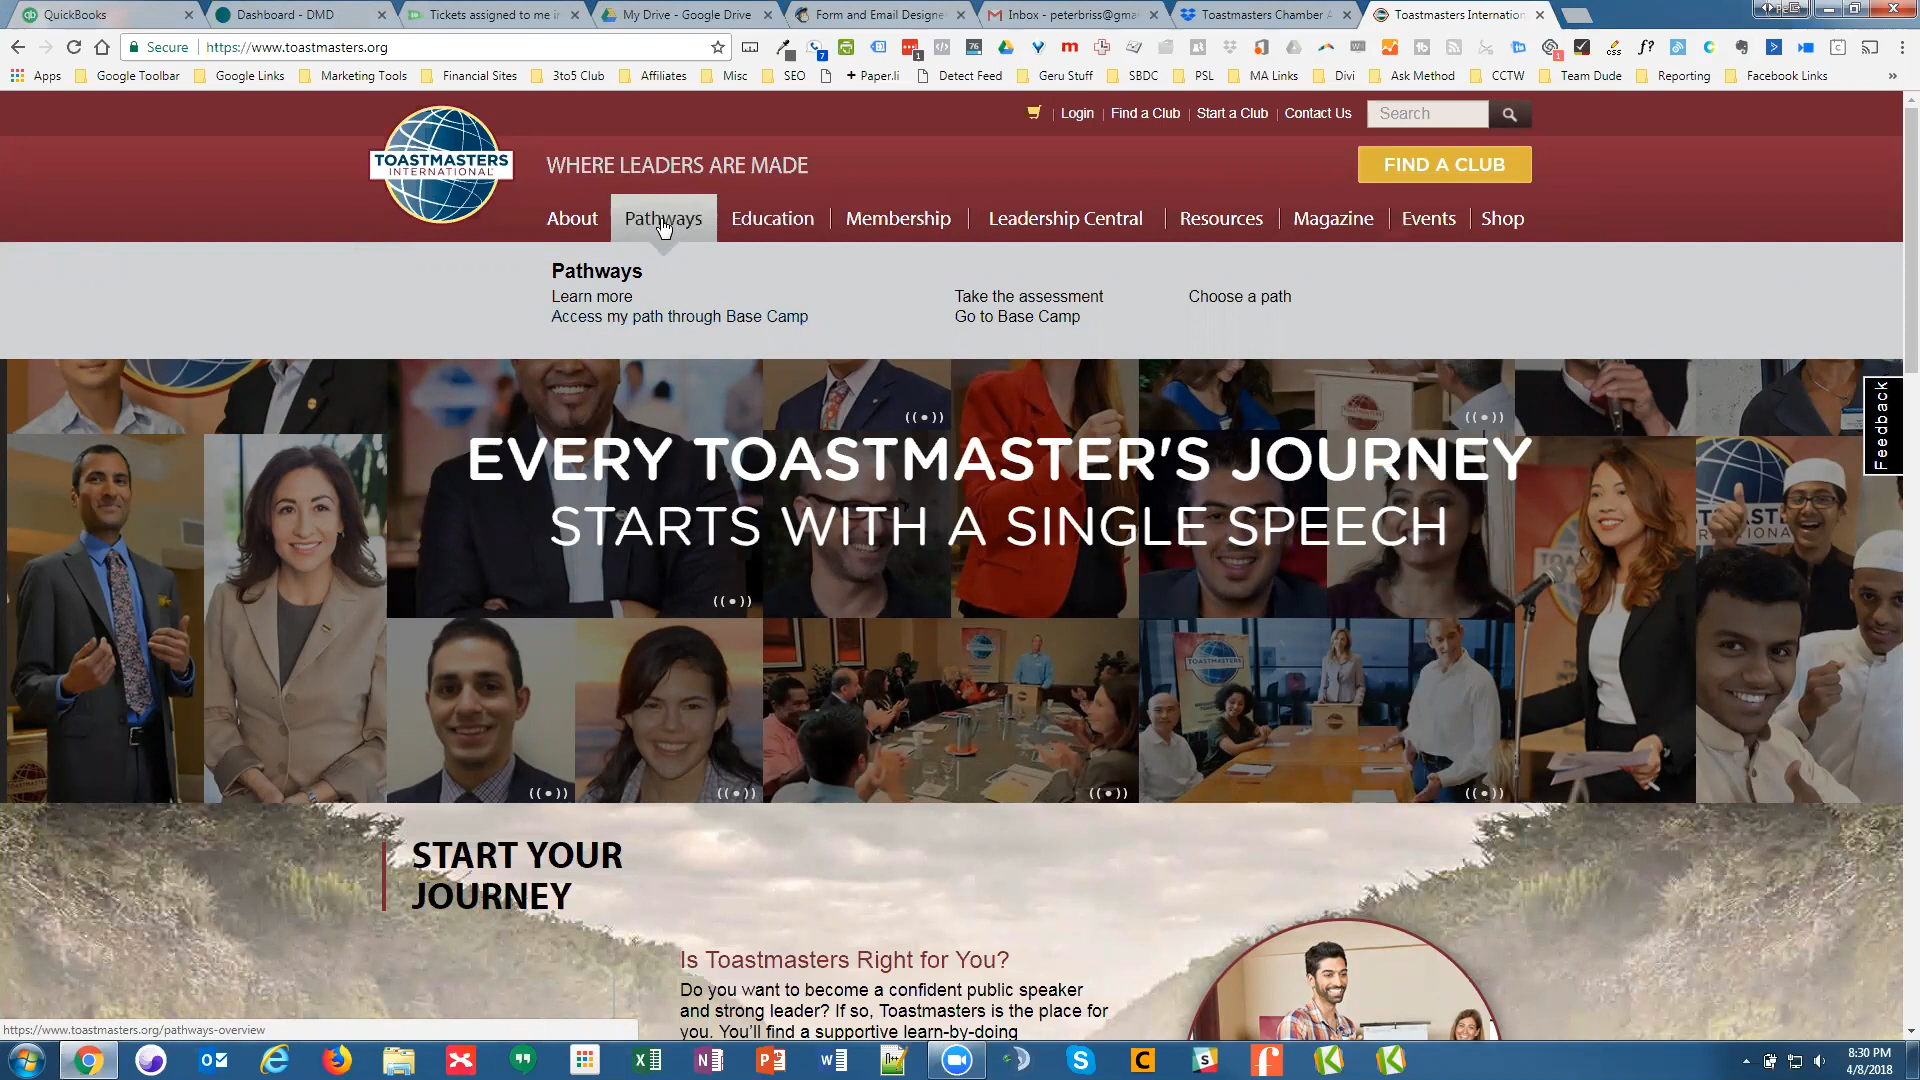 QuickBooks
Dashboard - DMD
Tickets assigned to me i
My Drive - Google Drive
Form and Email Designe
Inbox - peterbriss@gma
Toastmasters Chamber A
Toastmasters Internation
Secure
https://www.toastmasters.org
Apps
Google Toolbar
Google Links
Marketing Tools
Financial Sites
3to5 Club
Affiliates
Misc
SEO
+ Paper.li
Detect Feed
Geru Stuff
SBDC
PSL
MA Links
Divi
Ask Method
CCTW
Team Dude
Reporting
Facebook Links
»
Login
Find a Club
Start a Club
Contact Us
Search
TOASTMASTERS
INTERNATIONAL
WHERE LEADERS ARE MADE
FIND A CLUB
About
Pathways
Education
Membership
Leadership Central
Resources
Magazine
Events
Shop
Pathways
Learn more
Take the assessment
Choose a path
Access my path through Base Camp
Go to Base Camp
Feedback
EVERY TOASTMASTER'S JOURNEY
STARTS WITH A SINGLE SPEECH
START YOUR
JOURNEY
Is Toastmasters Right for You?
Do you want to become a confident public speaker
and strong leader? If so, Toastmasters is the place for
you. You'll find a supportive learn-by-doing
https://www.toastmasters.org/pathways-overview
8:30 PM
4/8/2018